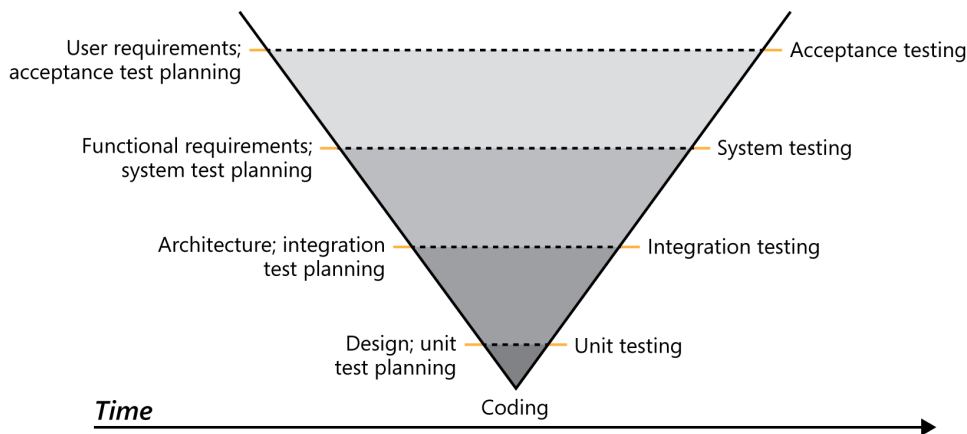 User requirements;
acceptance test planning
Acceptance testing
Functional requirements;
system test planning
System testing
Architecture; integration
test planning
Integration testing
Design; unit
test planning
Unit testing
Coding
Time